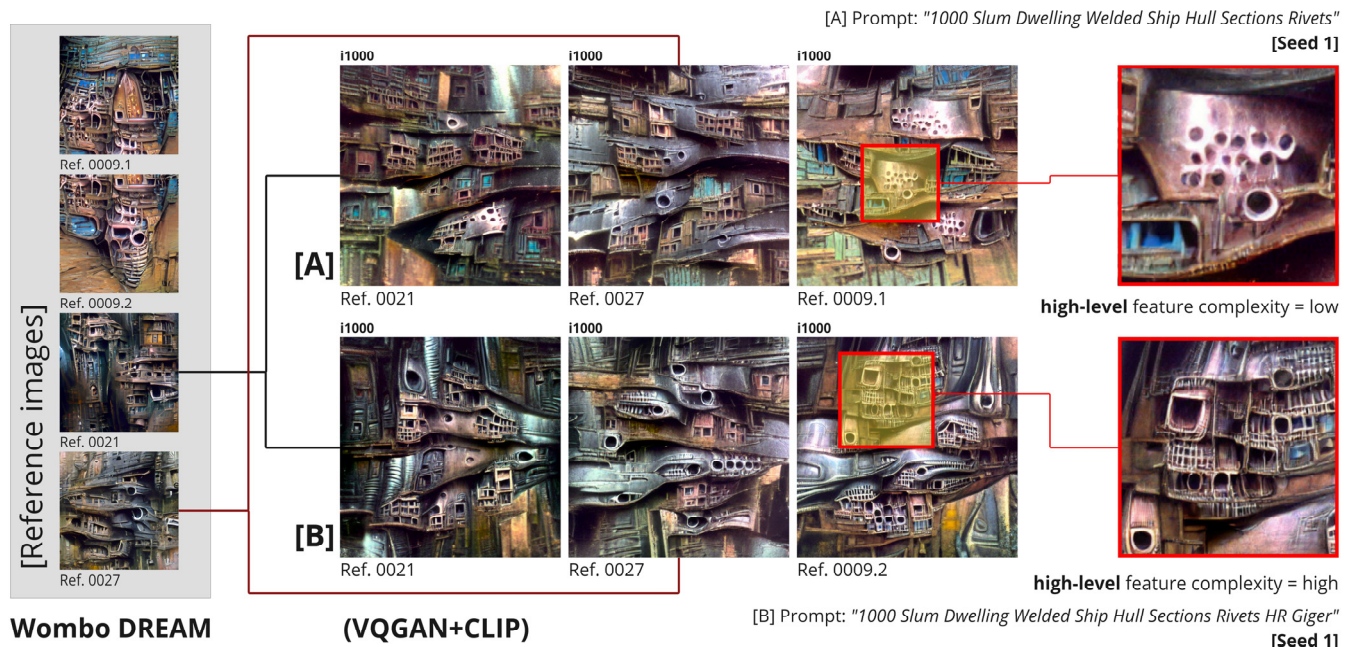 [A] Prompt: "1000 Slum Dwelling Welded Ship Hull Sections Rivets"
[Seed 1]
[Reference images]
Ref. 0009.1
Ref. 0009.2
Ref. 0021
Ref. 0027
Wombo DREAM
[A]
i1000
i1000
i1000
Ref. 0021
Ref. 0027
Ref. 0009.1
high-level feature complexity = low
[B]
i1000
i1000
i1000
Ref. 0021
Ref. 0027
Ref. 0009.2
high-level feature complexity = high
(VQGAN+CLIP)
[B] Prompt: "1000 Slum Dwelling Welded Ship Hull Sections Rivets HR Giger"
[Seed 1]